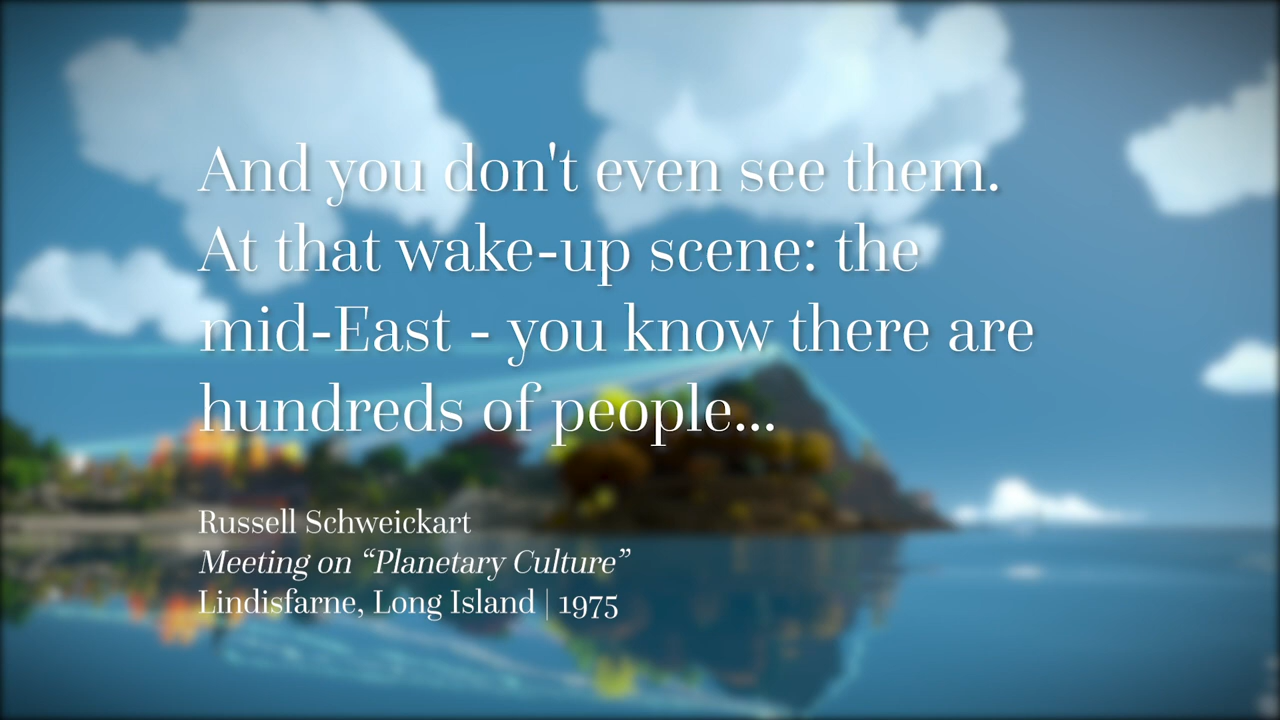 And you don't even see them.
At that wake-up scene: the
mid-East - you know there are
hundreds of people...
Russell Schweickart
Meeting on “Planetary Culture”
Lindisfarne, Long Island | 1975